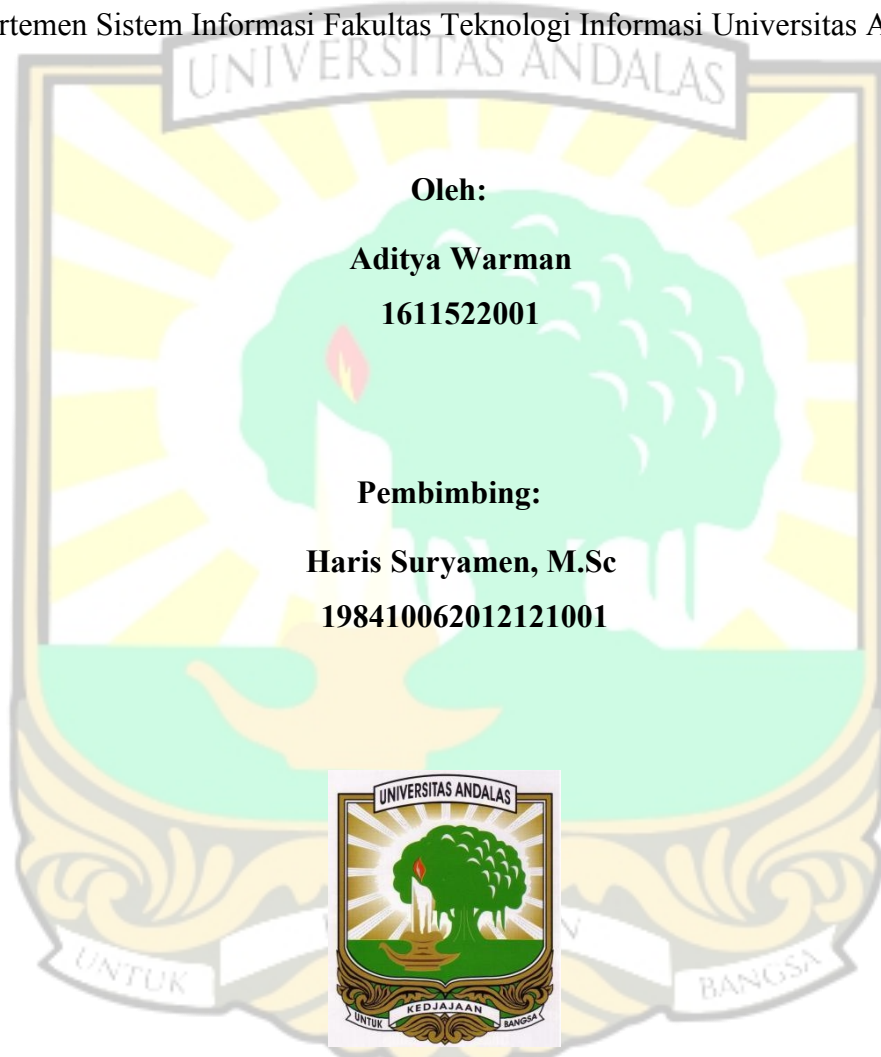 rtemen Sistem Informasi Fakultas Teknologi Informasi Universitas A
UNIVERSITAS ANDALAS
Oleh:
Aditya Warman
1611522001
Pembimbing:
Haris Suryamen, M.Sc
198410062012121001
UNIVERSITAS ANDALAS
UNTUK KEDJAJAAN BANGSA
UNTUK BANGSA